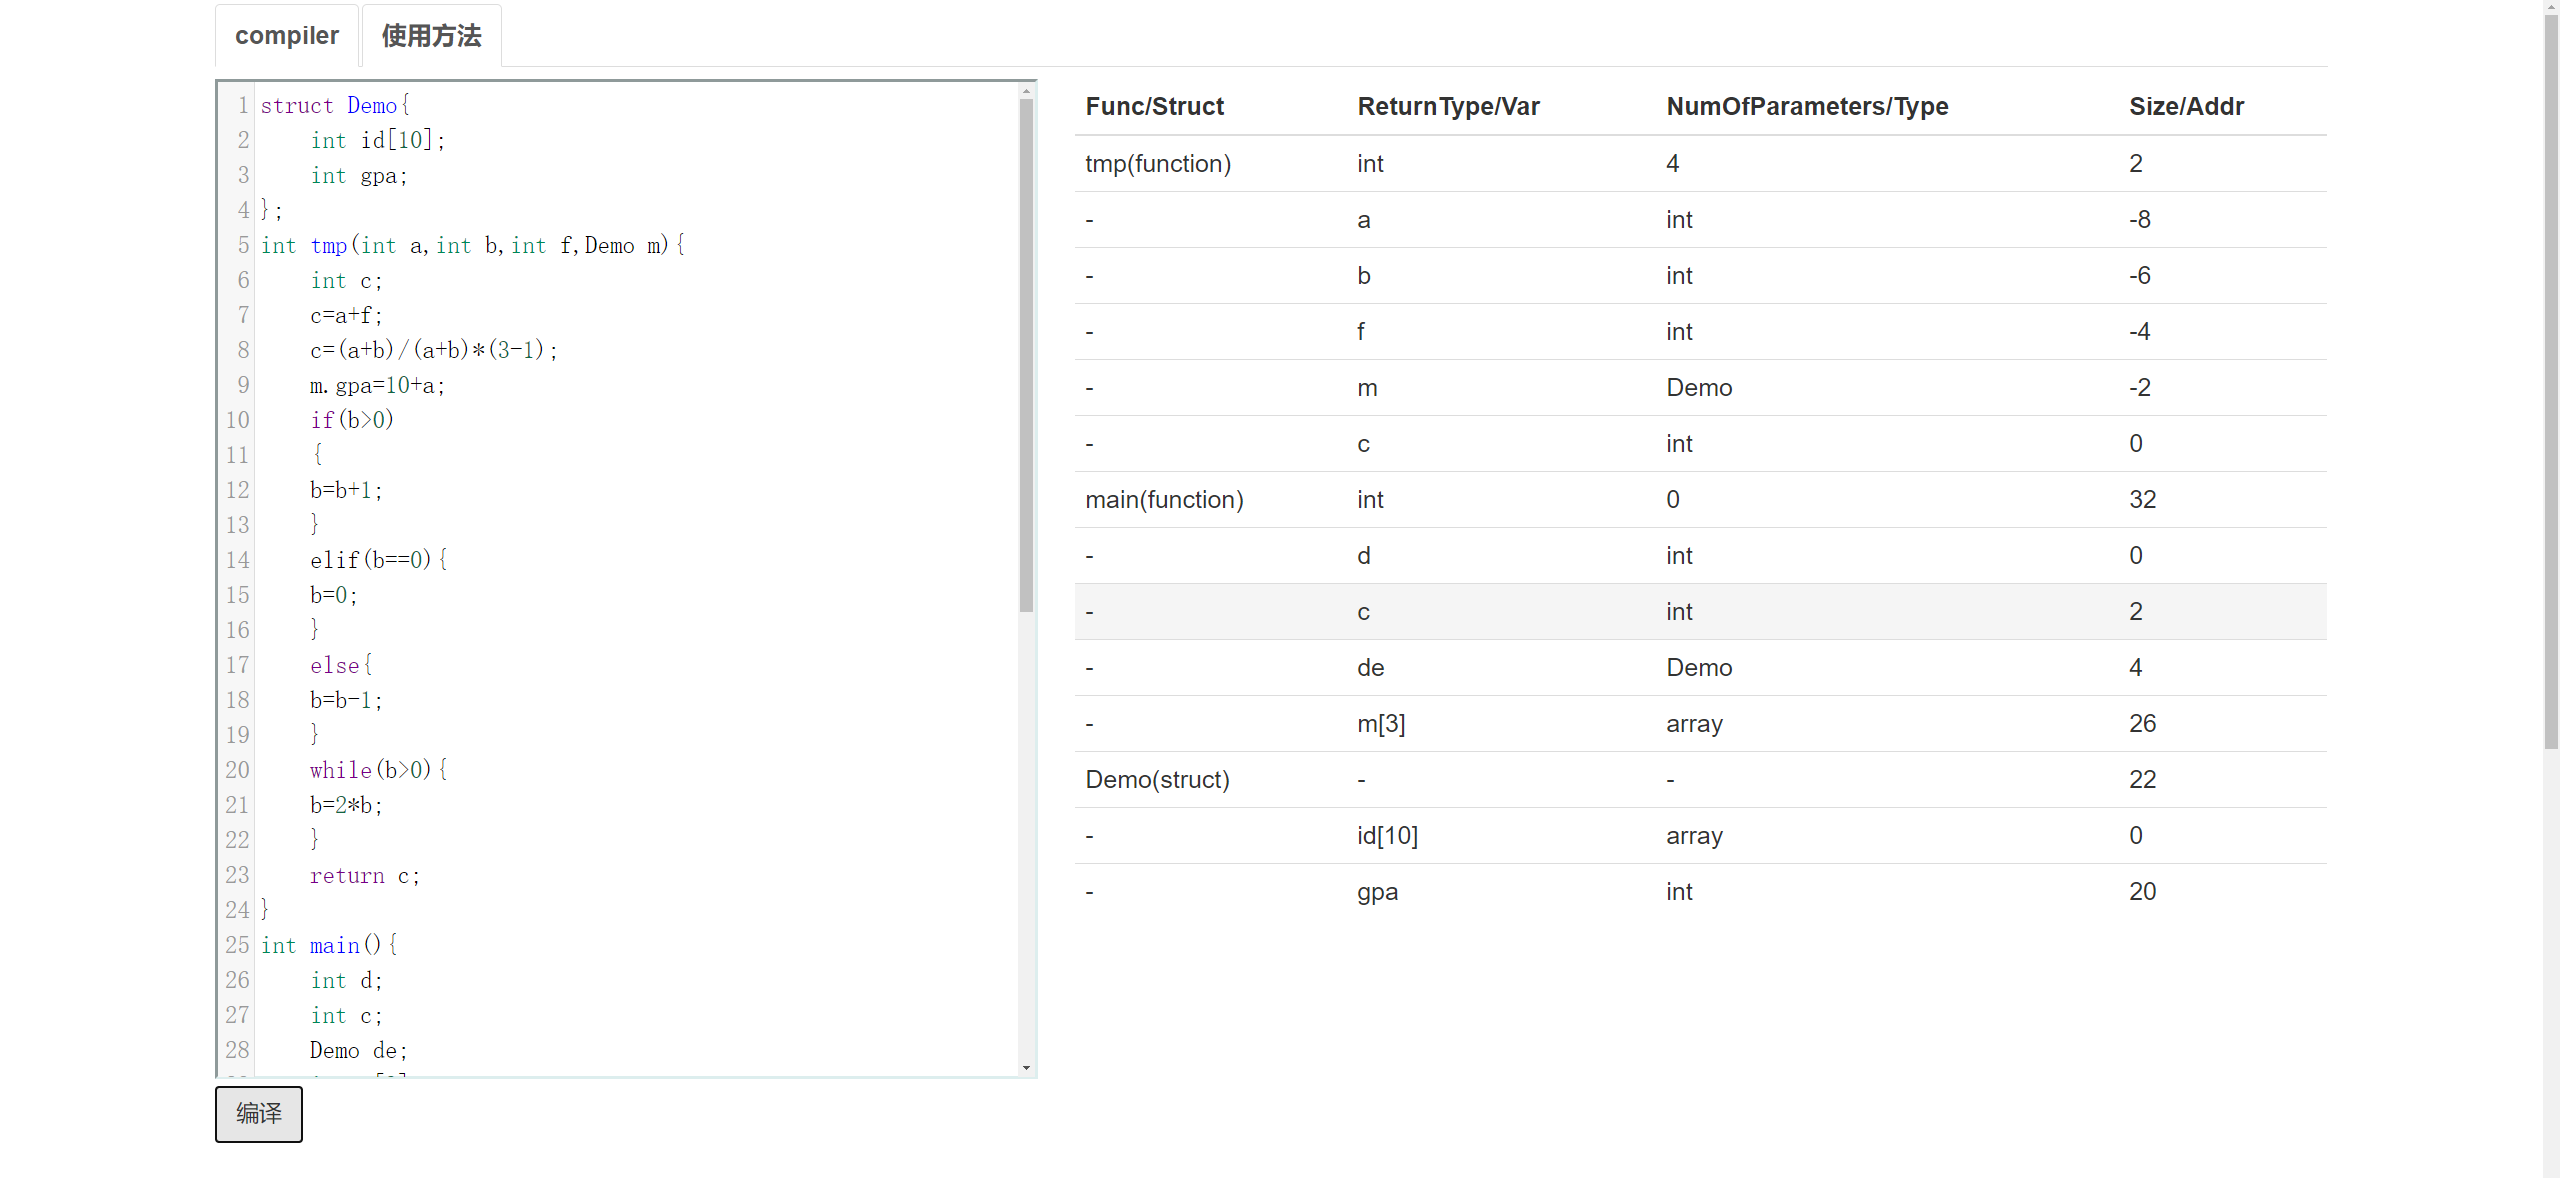 compiler 使用方法
1 struct Demo{
2 int id[10];
3 int gpa;
4 };
5 int tmp(int a,int b,int f,Demo m){
6 int c;
7 c=a+f;
8 c=(a+b)/(a+b)*(3-1);
9 m.gpa=10+a;
10 if(b>0)
11 {
12 b=b+1;
13 }
14 elif(b==0){
15 b=0;
16 }
17 else{
18 b=b-1;
19 }
20 while(b>0){
21 b=2*b;
22 }
23 return c;
24 }
25 int main(){
26 int d;
27 int c;
28 Demo de;
编译
Func/Struct ReturnType/Var NumOfParameters/Type Size/Addr
tmp(function) int 4 2
- a int -8
- b int -6
- f int -4
- m Demo -2
- c int 0
main(function) int 0 32
- d int 0
- c int 2
- de Demo 4
- m[3] array 26
Demo(struct) - - 22
- id[10] array 0
- gpa int 20